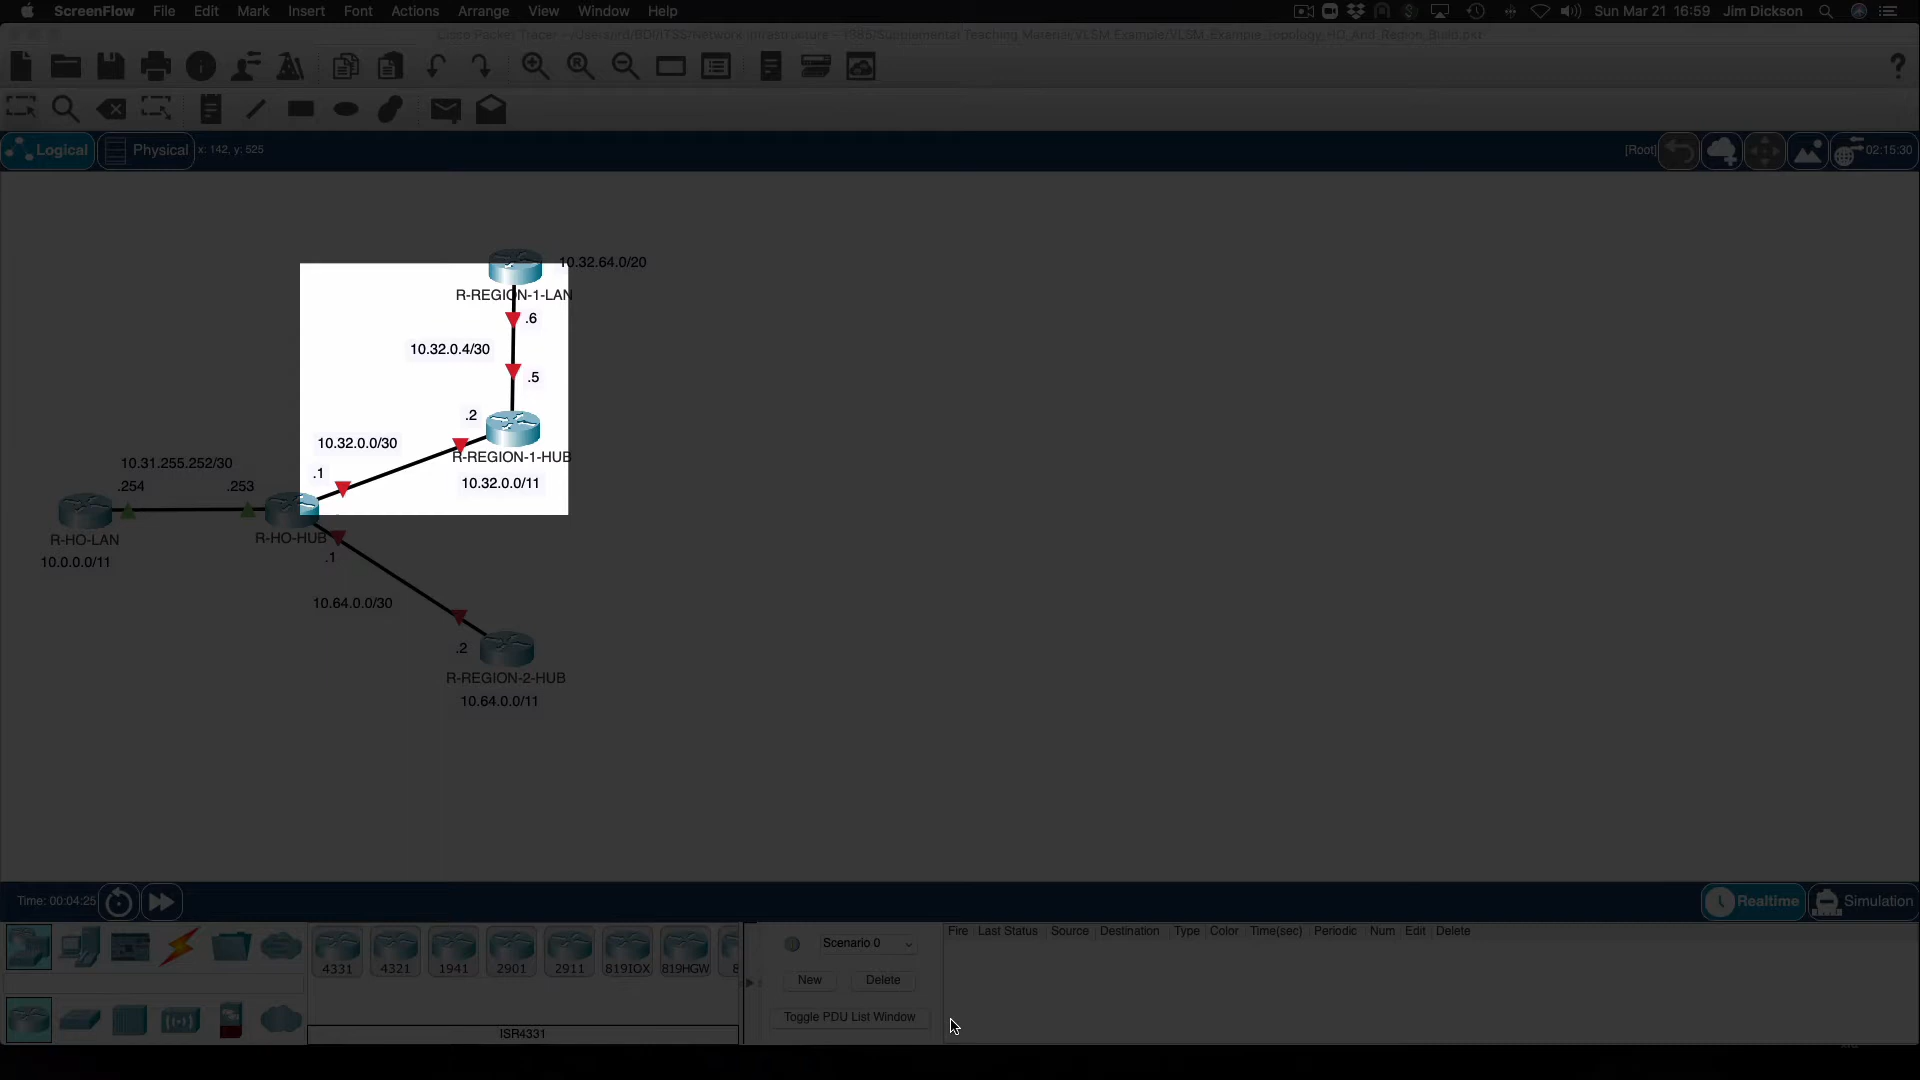 ScreenFlow File Edit Mark Insert Font Actions Arrange View Window Help Sun Mar 21 16:59 Jim Dickson
Logical Physical x: 142, y: 525 [Root] 02:15:30
10.32.64.0/20
R-REGION-1-LAN
.6
10.32.0.4/30
.5
.2
10.32.0.0/30
R-REGION-1-HUB
10.31.255.252/30
.1
10.32.0.0/11
.254
.253
R-HO-LAN
R-HO-HUB
10.0.0.0/11
.1
10.64.0.0/30
.2
R-REGION-2-HUB
10.64.0.0/11
Time: 00:04:25 Realtime Simulation
Scenario 0
Fire Last Status Source Destination Type Color Time(sec) Periodic Num Edit Delete
4331 4321 1941 2901 2911 819IOX 819HGW
New Delete
Toggle PDU List Window
ISR4331